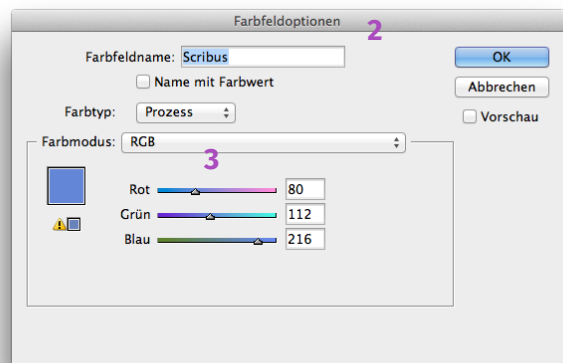 Farbfeldoptionen
2
Farbfeldname: Scribus
OK
Name mit Farbwert
Abbrechen
Farbtyp: Prozess
Vorschau
Farbmodus: RGB
3
Rot 80
Grün 112
Blau 216